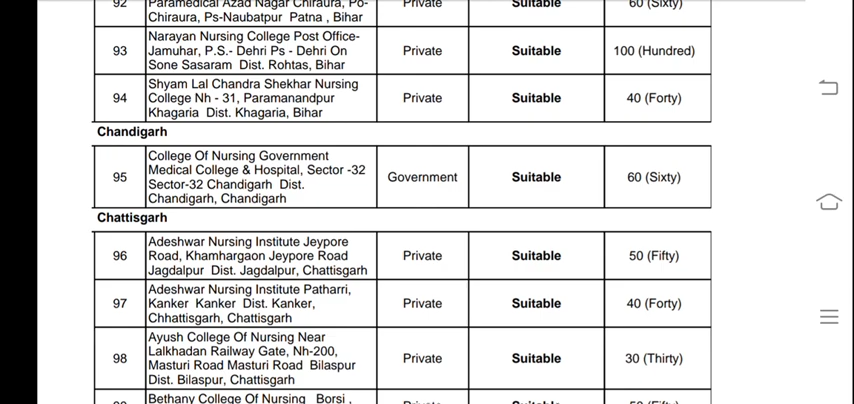 92 Paramedical Azad Nagar Chiraura, Po- Private Suitable 60 (Sixty)
Chiraura, Ps-Naubatpur Patna , Bihar
Narayan Nursing College Post Office-
93 Jamuhar, P.S.- Dehri Ps - Dehri On Private Suitable 100 (Hundred)
Sone Sasaram Dist. Rohtas, Bihar
Shyam Lal Chandra Shekhar Nursing
94 College Nh - 31, Paramanandpur Private Suitable 40 (Forty)
Khagaria Dist. Khagaria, Bihar
Chandigarh
College Of Nursing Government
Medical College & Hospital, Sector -32
95 Sector-32 Chandigarh Dist. Government Suitable 60 (Sixty)
Chandigarh, Chandigarh
Chattisgarh
Adeshwar Nursing Institute Jeypore
96 Road, Khamhargaon Jeypore Road Private Suitable 50 (Fifty)
Jagdalpur Dist. Jagdalpur, Chattisgarh
Adeshwar Nursing Institute Patharri,
97 Kanker Kanker Dist. Kanker, Private Suitable 40 (Forty)
Chhattisgarh, Chattisgarh
Ayush College Of Nursing Near
Lalkhadan Railway Gate, Nh-200,
98 Masturi Road Masturi Road Bilaspur Private Suitable 30 (Thirty)
Dist. Bilaspur, Chattisgarh
Bethany College Of Nursing Borsi , Private Suitable 50 (Fifty)